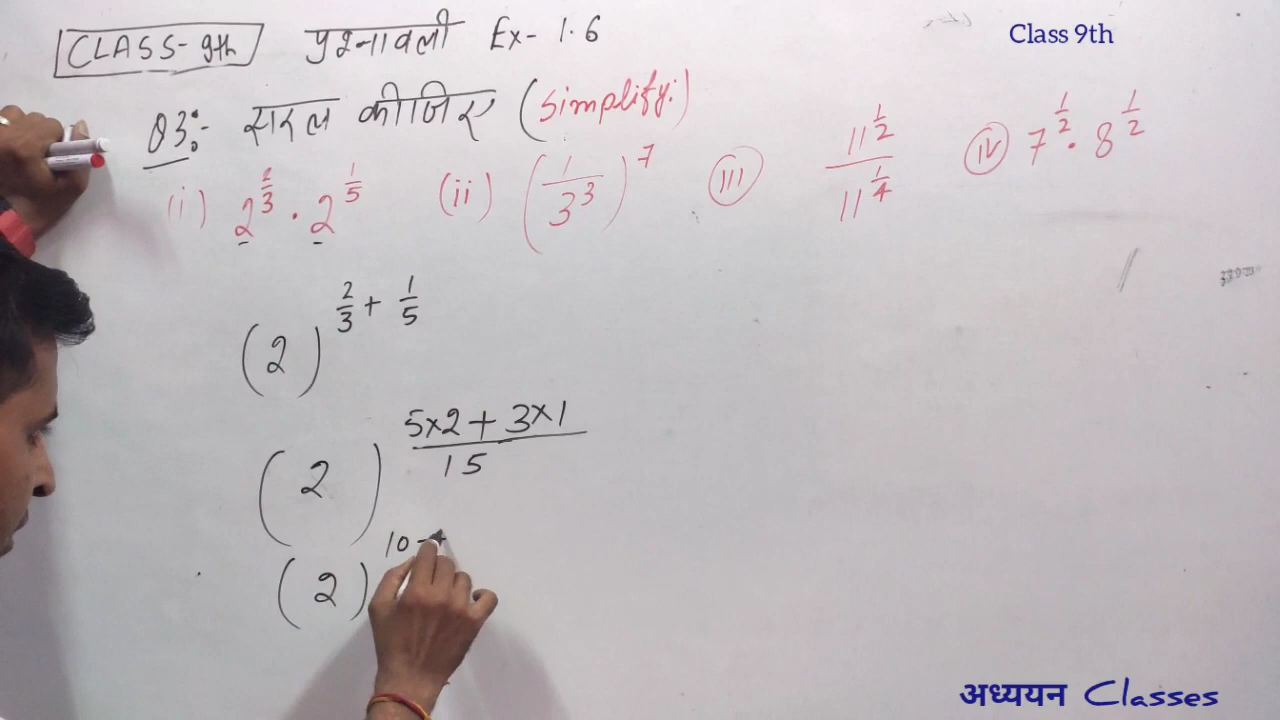 CLASS-9th प्रश्नावली Ex- 1.6
Class 9th
Q3:- सरल कीजिए (Simplify:)
(i) 2^{2/3} · 2^{1/5} (ii) (1/3^3)^7 (III) 11^{1/2}/11^{1/4} (IV) 7^{1/2} · 8^{1/2}
(2)^{2/3 + 1/5}
(2)^{(5×2 + 3×1)/15}
(2)^{10 +
अध्ययन Classes